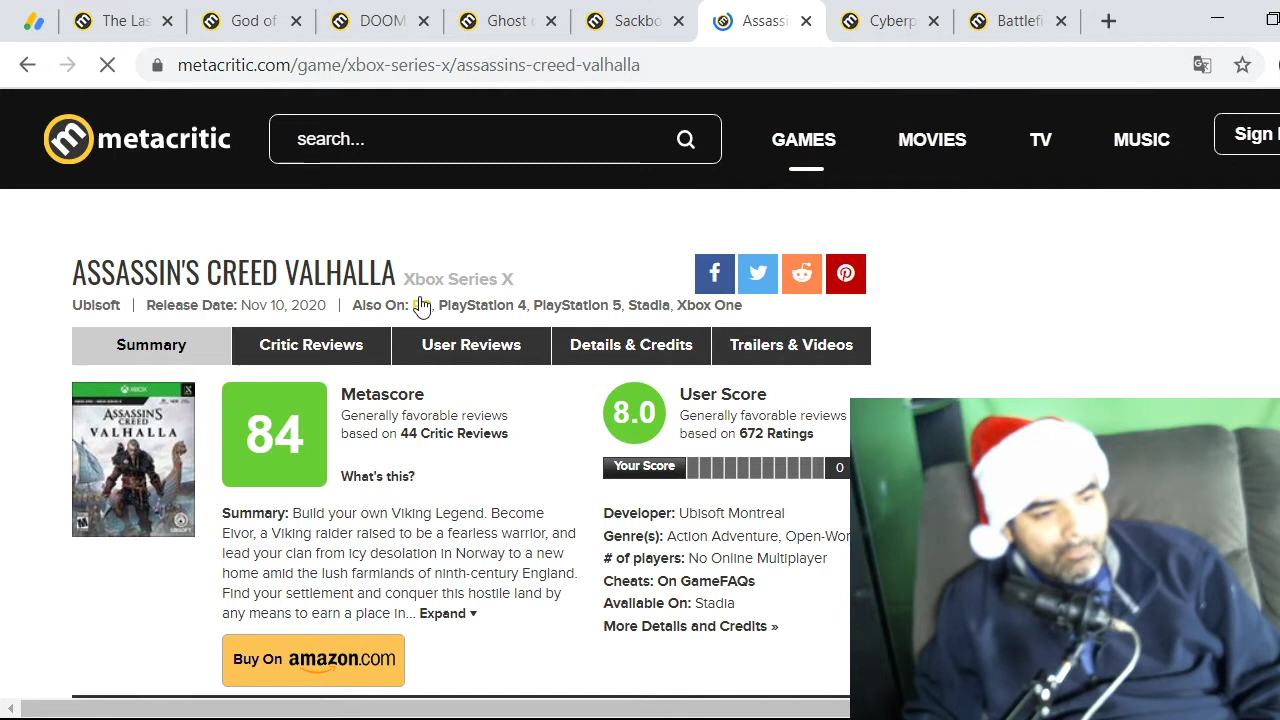 The Las
God of
DOOM
Ghost o
Sackbo
Assassi
Cyberp
Battlefi
metacritic.com/game/xbox-series-x/assassins-creed-valhalla
metacritic
search...
GAMES
MOVIES
TV
MUSIC
Sign
ASSASSIN'S CREED VALHALLA Xbox Series X
Ubisoft | Release Date: Nov 10, 2020 | Also On: , PlayStation 4, PlayStation 5, Stadia, Xbox One
Summary
Critic Reviews
User Reviews
Details & Credits
Trailers & Videos
XBOX
ASSASSIN'S
CREED
VALHALLA
84
Metascore
Generally favorable reviews
based on 44 Critic Reviews
What's this?
8.0
User Score
Generally favorable reviews
based on 672 Ratings
Your Score
0
Summary: Build your own Viking Legend. Become
Eivor, a Viking raider raised to be a fearless warrior, and
lead your clan from icy desolation in Norway to a new
home amid the lush farmlands of ninth-century England.
Find your settlement and conquer this hostile land by
any means to earn a place in... Expand
Buy On amazon.com
Developer: Ubisoft Montreal
Genre(s): Action Adventure, Open-Wor
# of players: No Online Multiplayer
Cheats: On GameFAQs
Available On: Stadia
More Details and Credits »